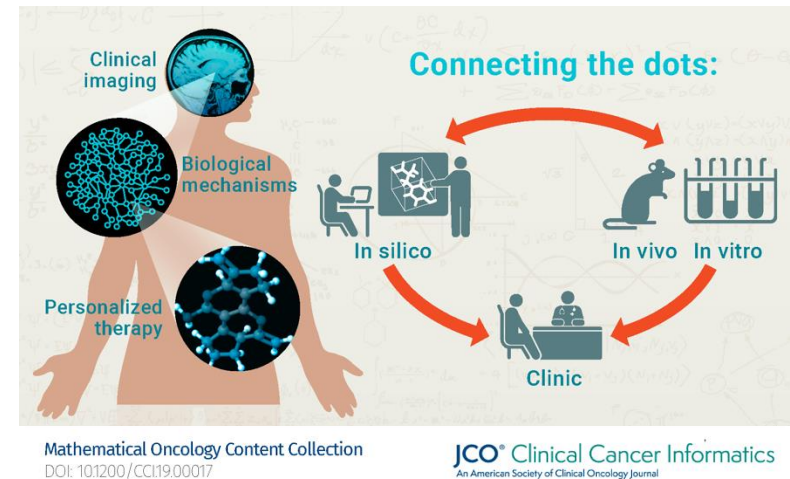 Clinical
imaging
Biological
mechanisms
Personalized
therapy
Connecting the dots:
In silico
In vivo
In vitro
Clinic
Mathematical Oncology Content Collection
DOI: 10.1200/CCI.19.00017
JCO® Clinical Cancer Informatics
An American Society of Clinical Oncology Journal